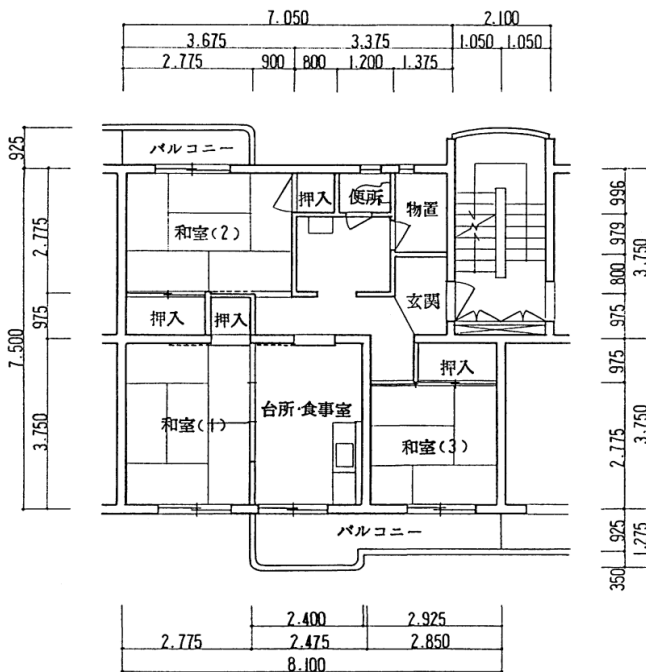 7.050
2.100
3.675
3.375
1.050
1.050
2.775
900
800
1.200
1.375
925
バルコニー
押入
便所
物置
和室(2)
996
2.775
979
3.750
800
玄関
975
押入
押入
975
7.500
押入
975
台所・食事室
和室(1)
和室(3)
3.750
2.775
3.750
バルコニー
925
1.275
350
2.400
2.925
2.775
2.475
2.850
8.100